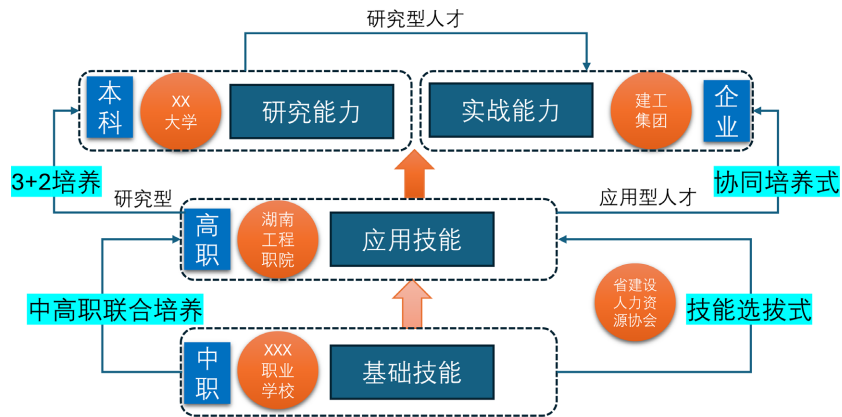 研究型人才
本
科
XX
大学
研究能力
实战能力
建工
集团
企
业
3+2培养
研究型
应用型人才
协同培养式
高
职
湖南
工程
职院
应用技能
中高职联合培养
省建设
人力资
源协会
技能选拔式
中
职
XXX
职业
学校
基础技能